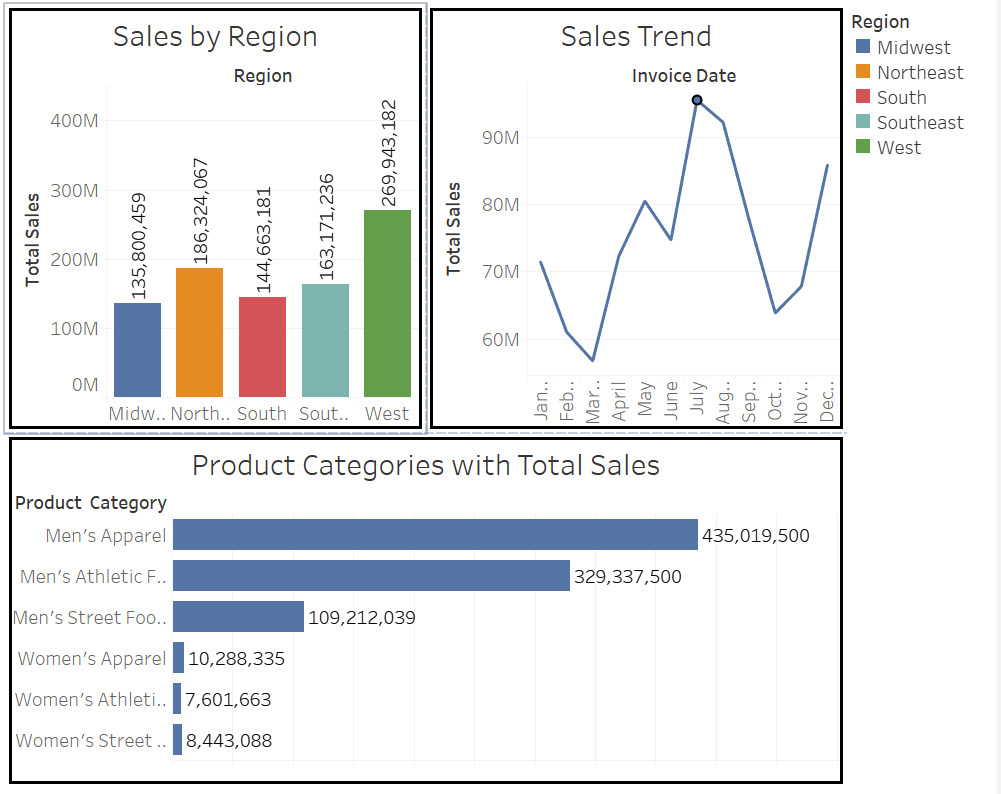 Sales by Region
Region
Total Sales
400M
300M
200M
100M
0M
135,800,459
186,324,067
144,663,181
163,171,236
269,943,182
Midw..
North..
South
Sout..
West
Sales Trend
Invoice Date
Total Sales
90M
80M
70M
60M
Jan..
Feb..
Mar..
April
May
June
July
Aug..
Sep..
Oct..
Nov..
Dec..
Region
Midwest
Northeast
South
Southeast
West
Product Categories with Total Sales
Product Category
Men's Apparel 435,019,500
Men's Athletic F.. 329,337,500
Men's Street Foo.. 109,212,039
Women's Apparel 10,288,335
Women's Athleti.. 7,601,663
Women's Street .. 8,443,088